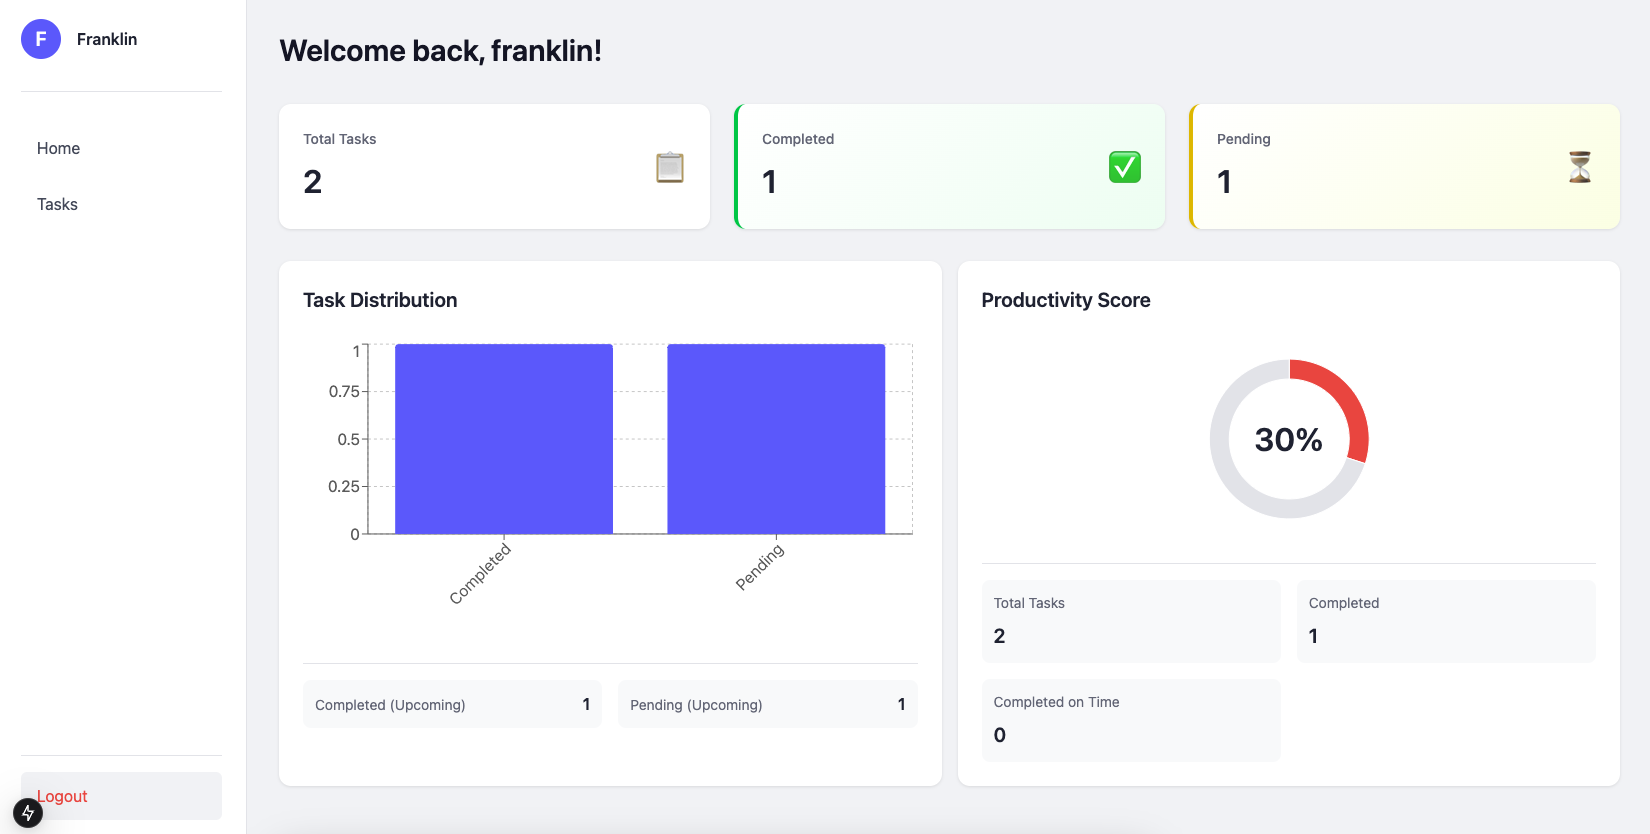 F
Franklin
Home
Tasks
Logout
Welcome back, franklin!
Total Tasks
2
Completed
1
Pending
1
Task Distribution
1
0.75
0.5
0.25
0
Completed
Pending
Completed (Upcoming) 1
Pending (Upcoming) 1
Productivity Score
30%
Total Tasks
2
Completed
1
Completed on Time
0